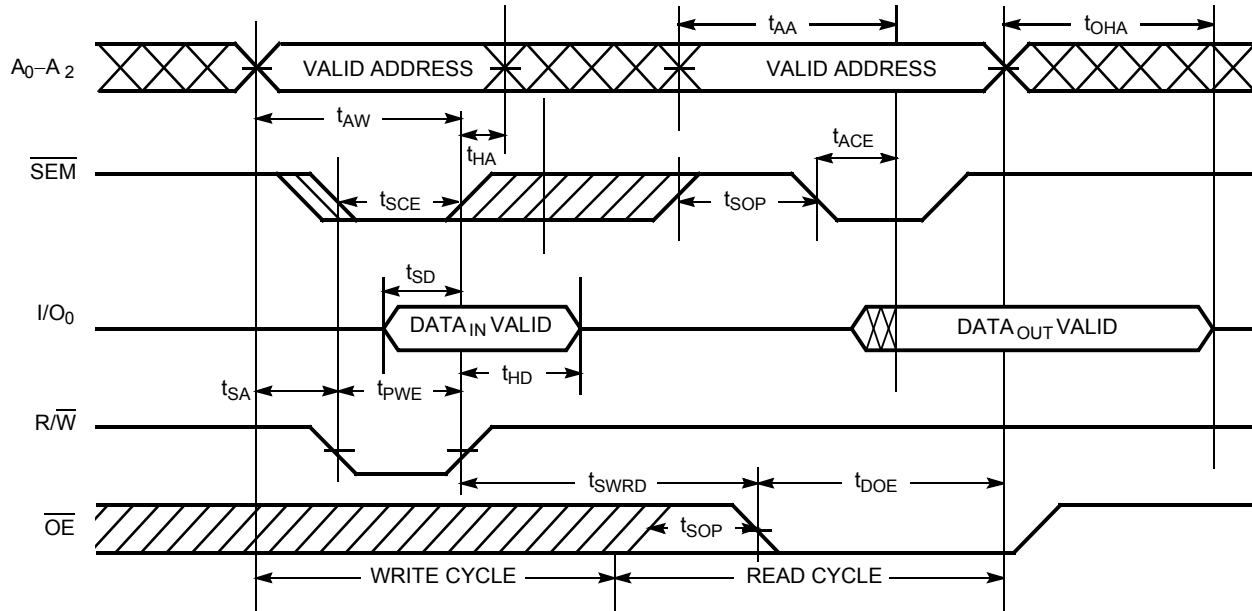 tAA
tOHA
A0–A2
VALID ADDRESS
VALID ADDRESS
tAW
tHA
tACE
SEM
tSCE
tSOP
tSD
I/O0
DATAIN VALID
DATAOUT VALID
tSA
tPWE
tHD
R/W
tSWRD
tDOE
OE
tSOP
WRITE CYCLE
READ CYCLE